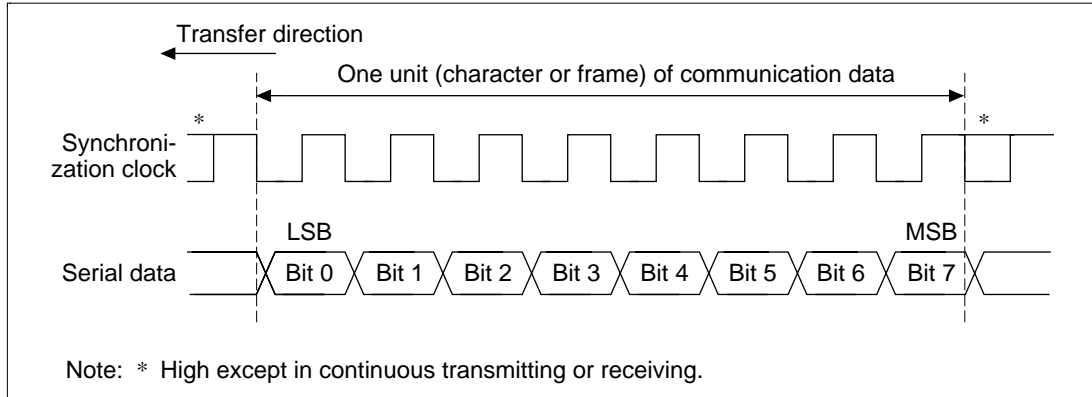 Transfer direction
One unit (character or frame) of communication data
* *
Synchroni-
zation clock
LSB MSB
Serial data Bit 0 Bit 1 Bit 2 Bit 3 Bit 4 Bit 5 Bit 6 Bit 7
Note: * High except in continuous transmitting or receiving.